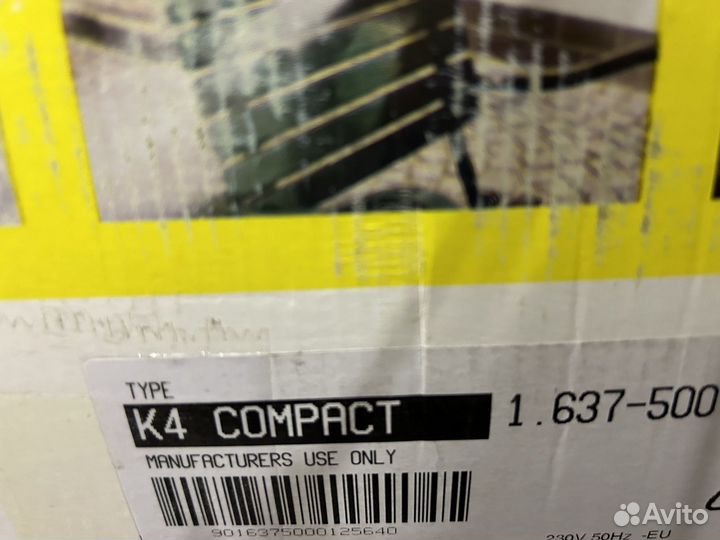 TYPE
K4 COMPACT 1.637-500
MANUFACTURERS USE ONLY
9016375000125640
230V 50Hz -EU
Avito